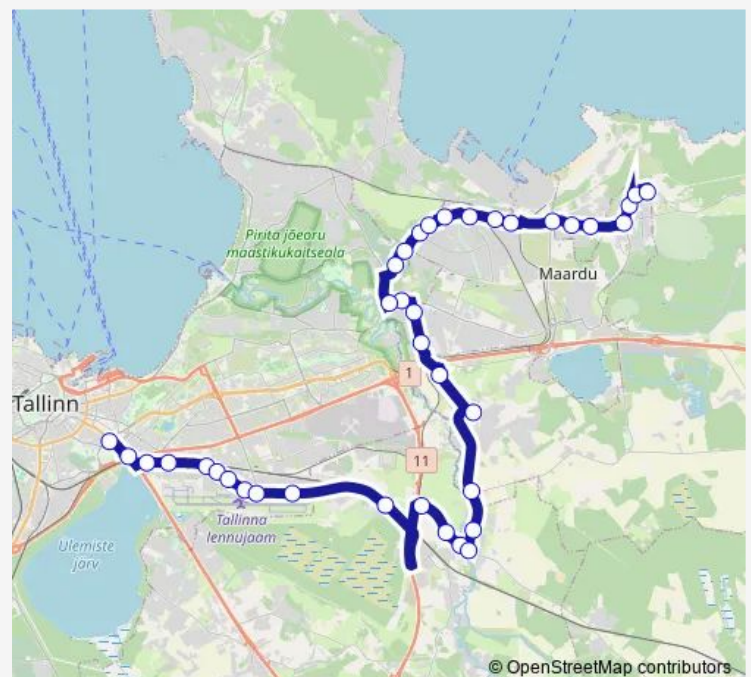 Pirita jõeoru
maastikukaitseala
Maardu
1
Tallinn
11
Tallinna
lennujaam
Ülemiste
järv
© OpenStreetMap contributors